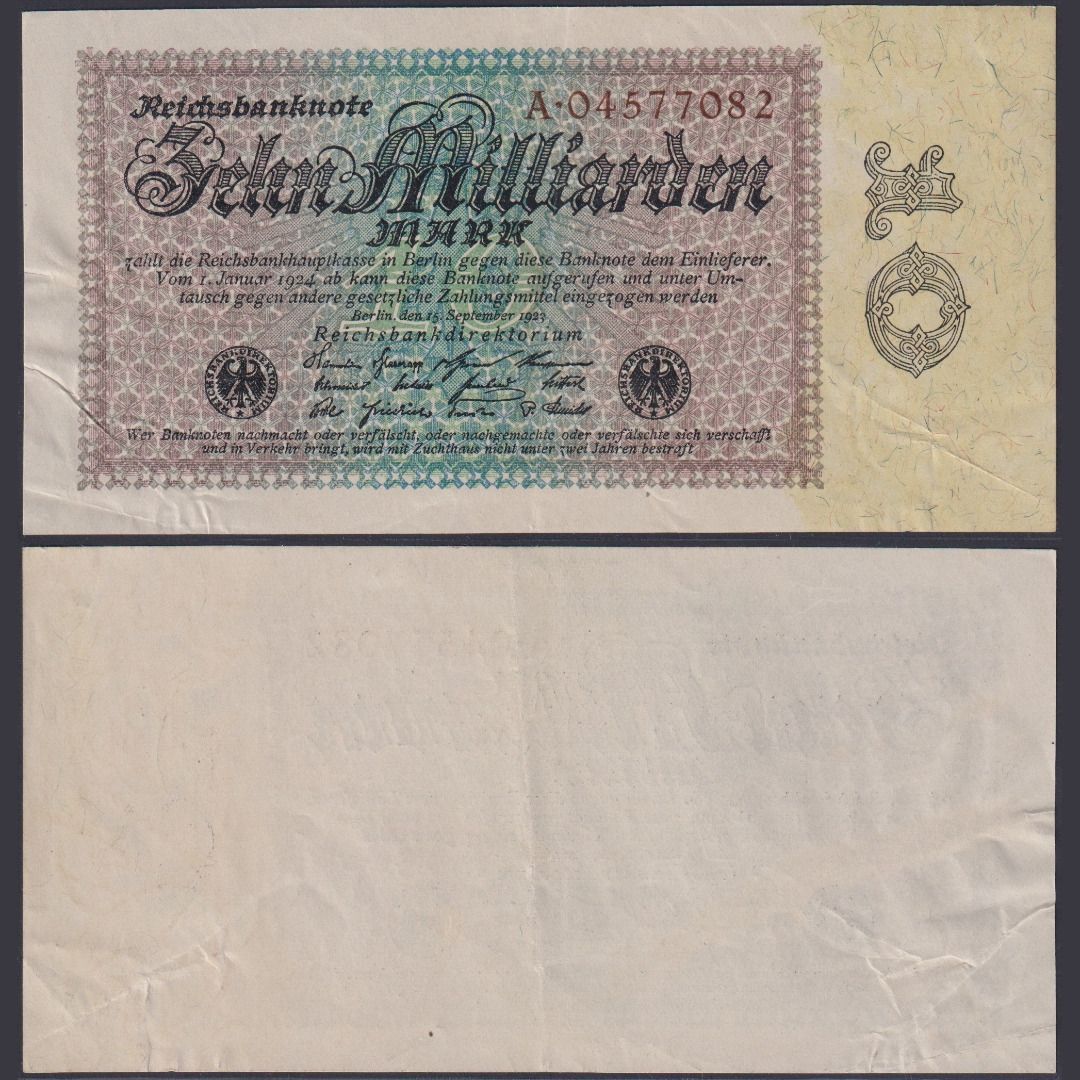 Reichsbanknote
A·04577082
Zehn Milliarden
MARK
zahlt die Reichsbankhauptkasse in Berlin gegen diese Banknote dem Einlieferer.
Vom 1. Januar 1924 ab kann diese Banknote aufgerufen und unter Um-
tausch gegen andere gesetzliche Zahlungsmittel eingezogen werden
Berlin, den 15. September 1923
Reichsbankdirektorium
REICHSBANKDIREKTORIUM
REICHSBANKDIREKTORIUM
Wer Banknoten nachmacht oder verfälscht, oder nachgemachte oder verfälschte sich verschafft
und in Verkehr bringt, wird mit Zuchthaus nicht unter zwei Jahren bestraft
10